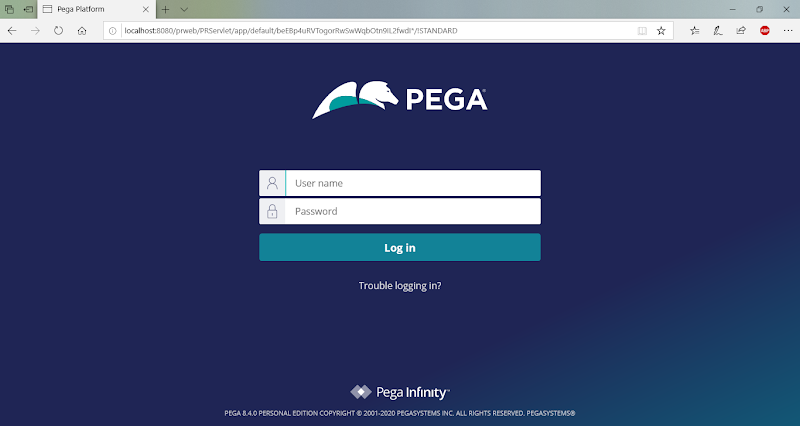 Pega Platform
localhost:8080/prweb/PRServlet/app/default/beEBp4uRVTogorRwSwWqbOtn9iL2fwdI*/!STANDARD
ABP
PEGA®
User name
Password
Log in
Trouble logging in?
Pega Infinity™
PEGA 8.4.0 PERSONAL EDITION COPYRIGHT © 2001-2020 PEGASYSTEMS INC. ALL RIGHTS RESERVED. PEGASYSTEMS®